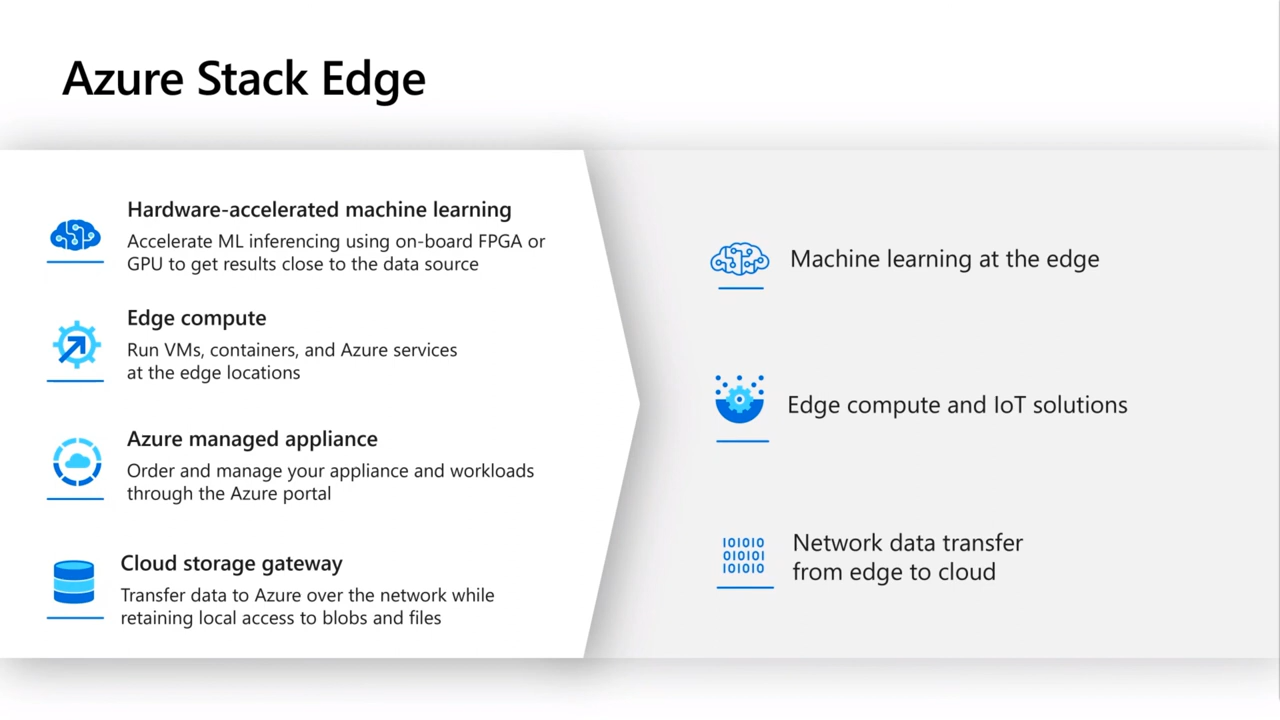 Azure Stack Edge
Hardware-accelerated machine learning
Accelerate ML inferencing using on-board FPGA or
GPU to get results close to the data source
Edge compute
Run VMs, containers, and Azure services
at the edge locations
Azure managed appliance
Order and manage your appliance and workloads
through the Azure portal
Cloud storage gateway
Transfer data to Azure over the network while
retaining local access to blobs and files
Machine learning at the edge
Edge compute and IoT solutions
101010
010101
101010
Network data transfer
from edge to cloud